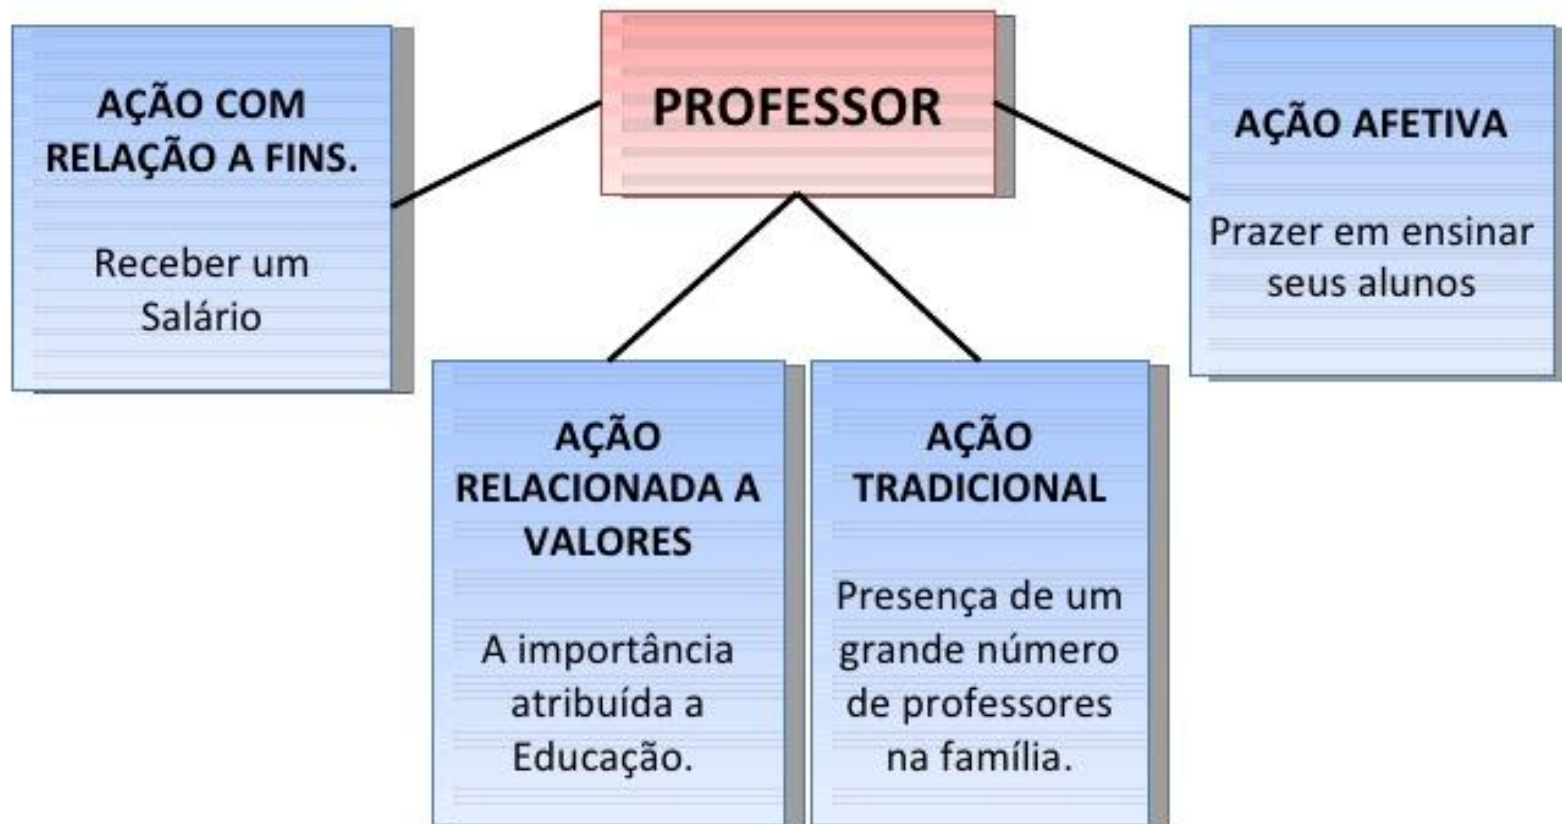 PROFESSOR
AÇÃO COM
RELAÇÃO A FINS.
Receber um
Salário
AÇÃO
RELACIONADA A
VALORES
A importância
atribuída a
Educação.
AÇÃO
TRADICIONAL
Presença de um
grande número
de professores
na família.
AÇÃO AFETIVA
Prazer em ensinar
seus alunos